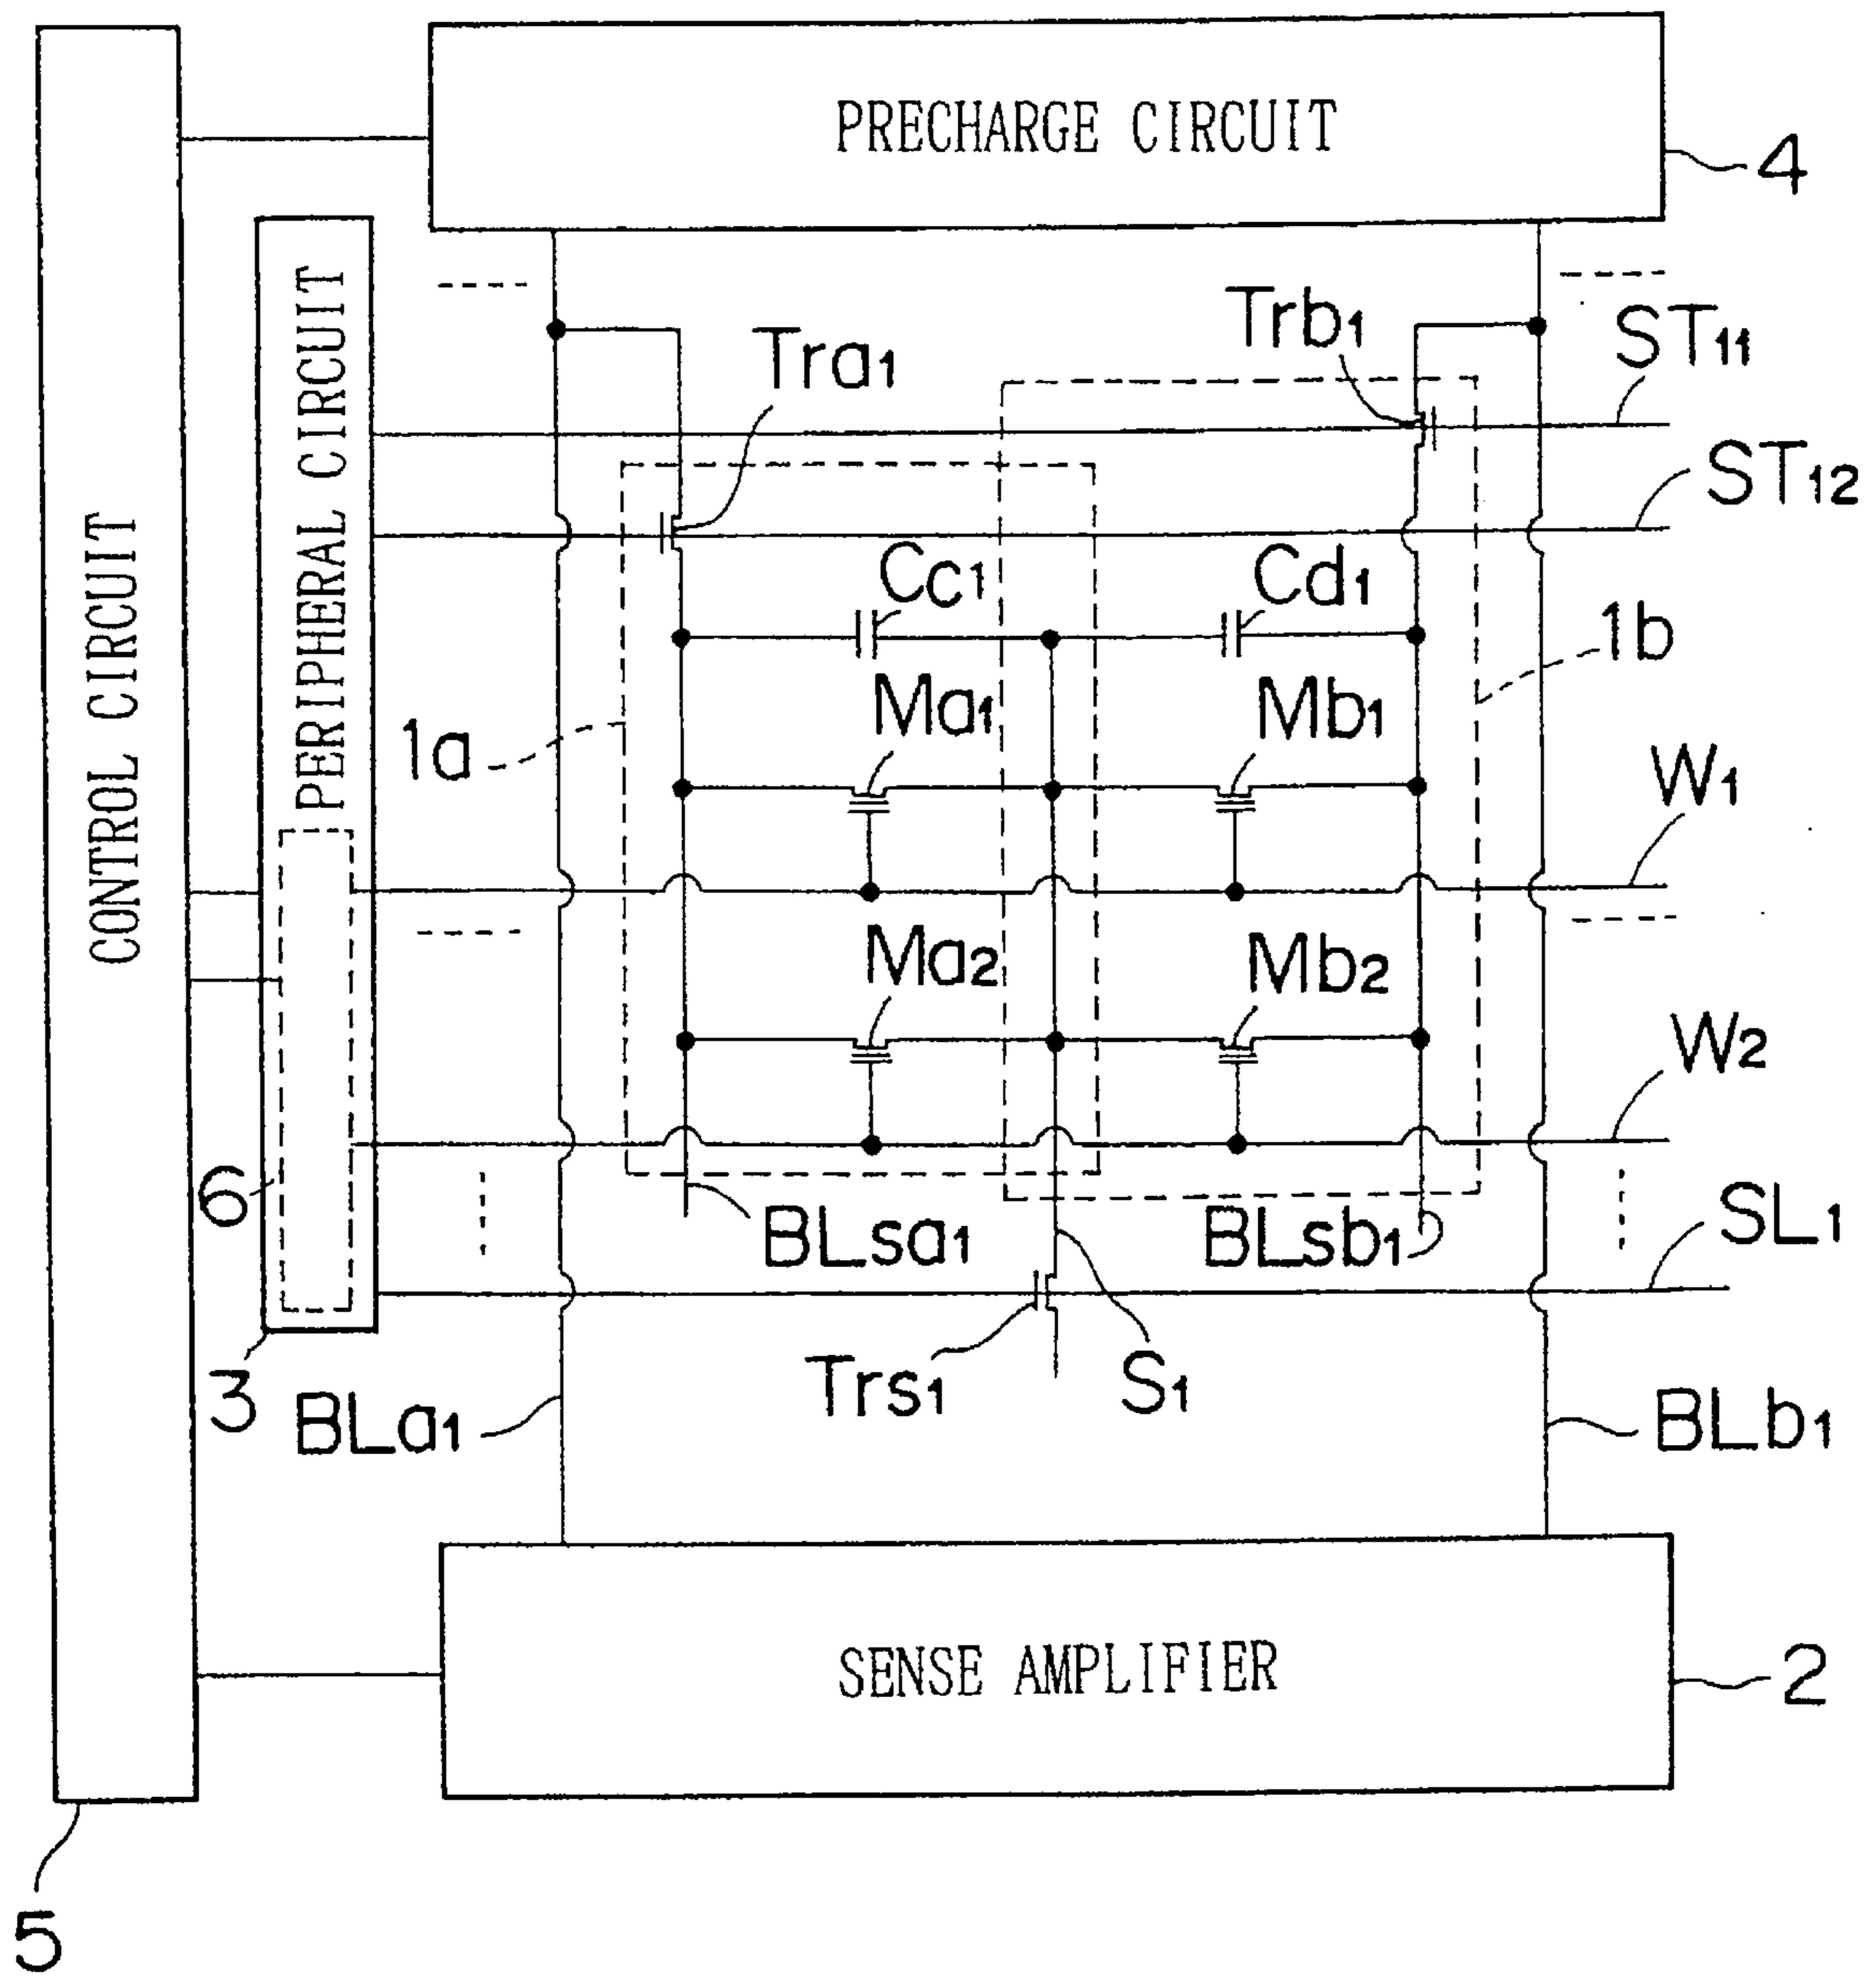 PRECHARGE CIRCUIT
4
CONTROL CIRCUIT
PERIPHERAL CIRCUIT
Tra1
Trb1
ST11
ST12
Cc1
Cd1
1b
1a
Ma1
Mb1
W1
Ma2
Mb2
W2
6
BLsa1
BLsb1
SL1
3
BLa1
Trs1
S1
BLb1
SENSE AMPLIFIER
2
5